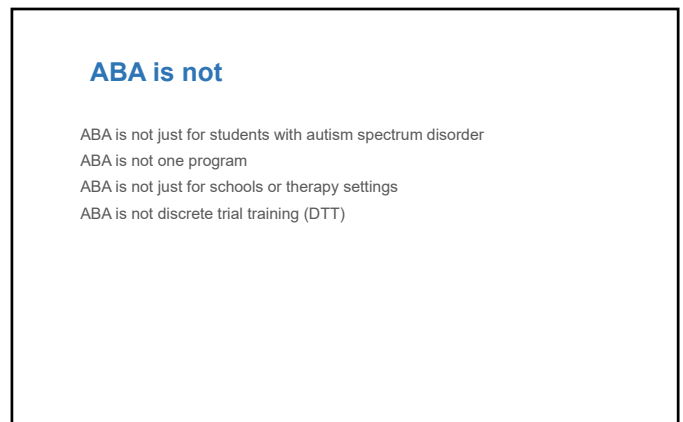 ABA is not
ABA is not just for students with autism spectrum disorder
ABA is not one program
ABA is not just for schools or therapy settings
ABA is not discrete trial training (DTT)